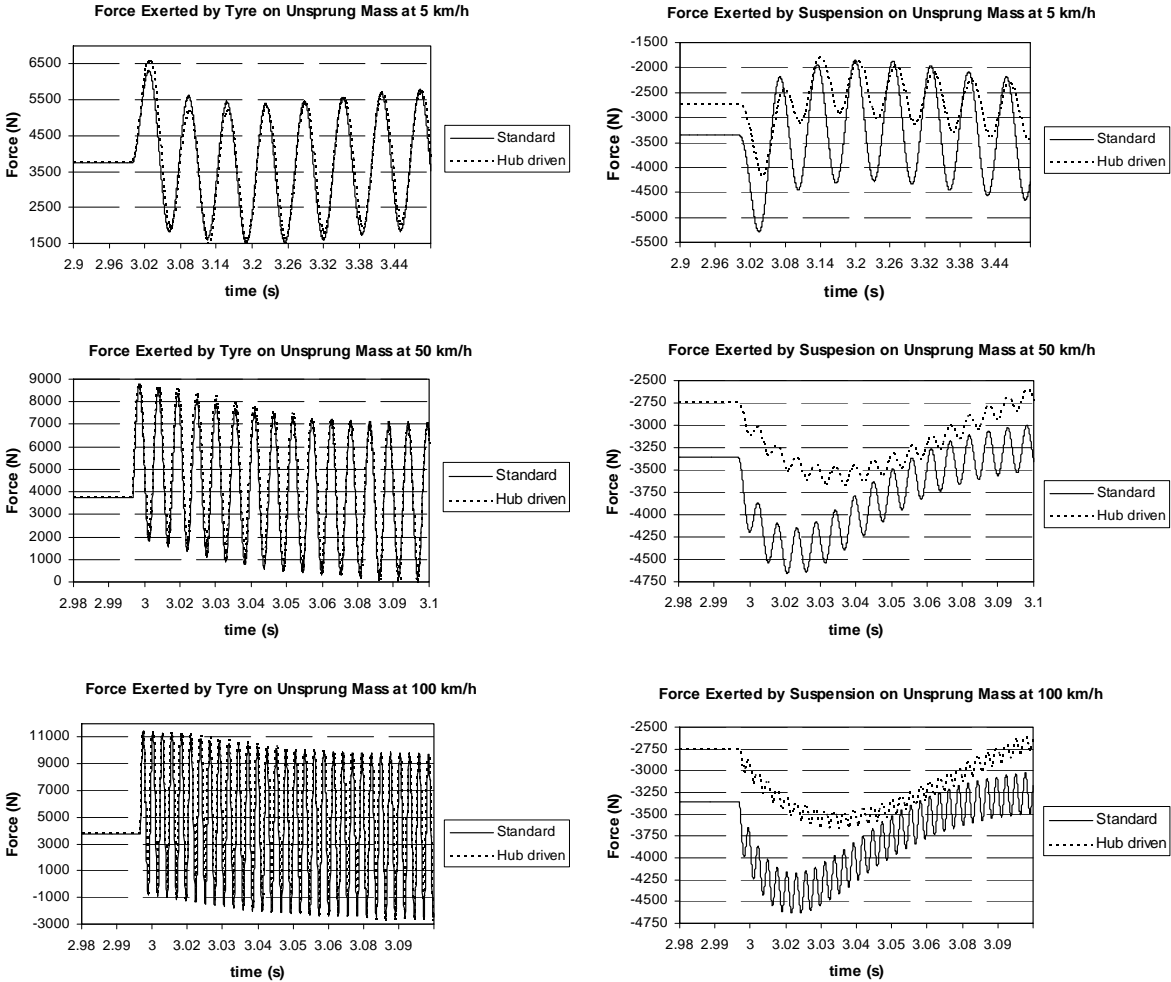 Force Exerted by Tyre on Unsprung Mass at 5 km/h
Force (N)
6500
5500
4500
3500
2500
1500
2.9 2.96 3.02 3.08 3.14 3.2 3.26 3.32 3.38 3.44
time (s)
Standard
Hub driven
Force Exerted by Suspension on Unsprung Mass at 5 km/h
Force (N)
-1500
-2000
-2500
-3000
-3500
-4000
-4500
-5000
-5500
2.9 2.96 3.02 3.08 3.14 3.2 3.26 3.32 3.38 3.44
time (s)
Standard
Hub driven
Force Exerted by Tyre on Unsprung Mass at 50 km/h
Force (N)
9000
8000
7000
6000
5000
4000
3000
2000
1000
0
2.98 2.99 3 3.02 3.03 3.04 3.05 3.06 3.08 3.09 3.1
time (s)
Standard
Hub driven
Force Exerted by Suspesion on Unsprung Mass at 50 km/h
Force (N)
-2500
-2750
-3000
-3250
-3500
-3750
-4000
-4250
-4500
-4750
2.98 2.99 3 3.02 3.03 3.04 3.05 3.06 3.08 3.09 3.1
time (s)
Standard
Hub driven
Force Exerted by Tyre on Unsprung Mass at 100 km/h
Force (N)
11000
9000
7000
5000
3000
1000
-1000
-3000
2.98 2.99 3 3.02 3.03 3.04 3.05 3.06 3.08 3.09
time (s)
Standard
Hub driven
Force Exerted by Suspension on Unsprung Mass at 100 km/h
Force (N)
-2500
-2750
-3000
-3250
-3500
-3750
-4000
-4250
-4500
-4750
2.98 2.99 3 3.02 3.03 3.04 3.05 3.06 3.08 3.09
time (s)
Standard
Hub driven